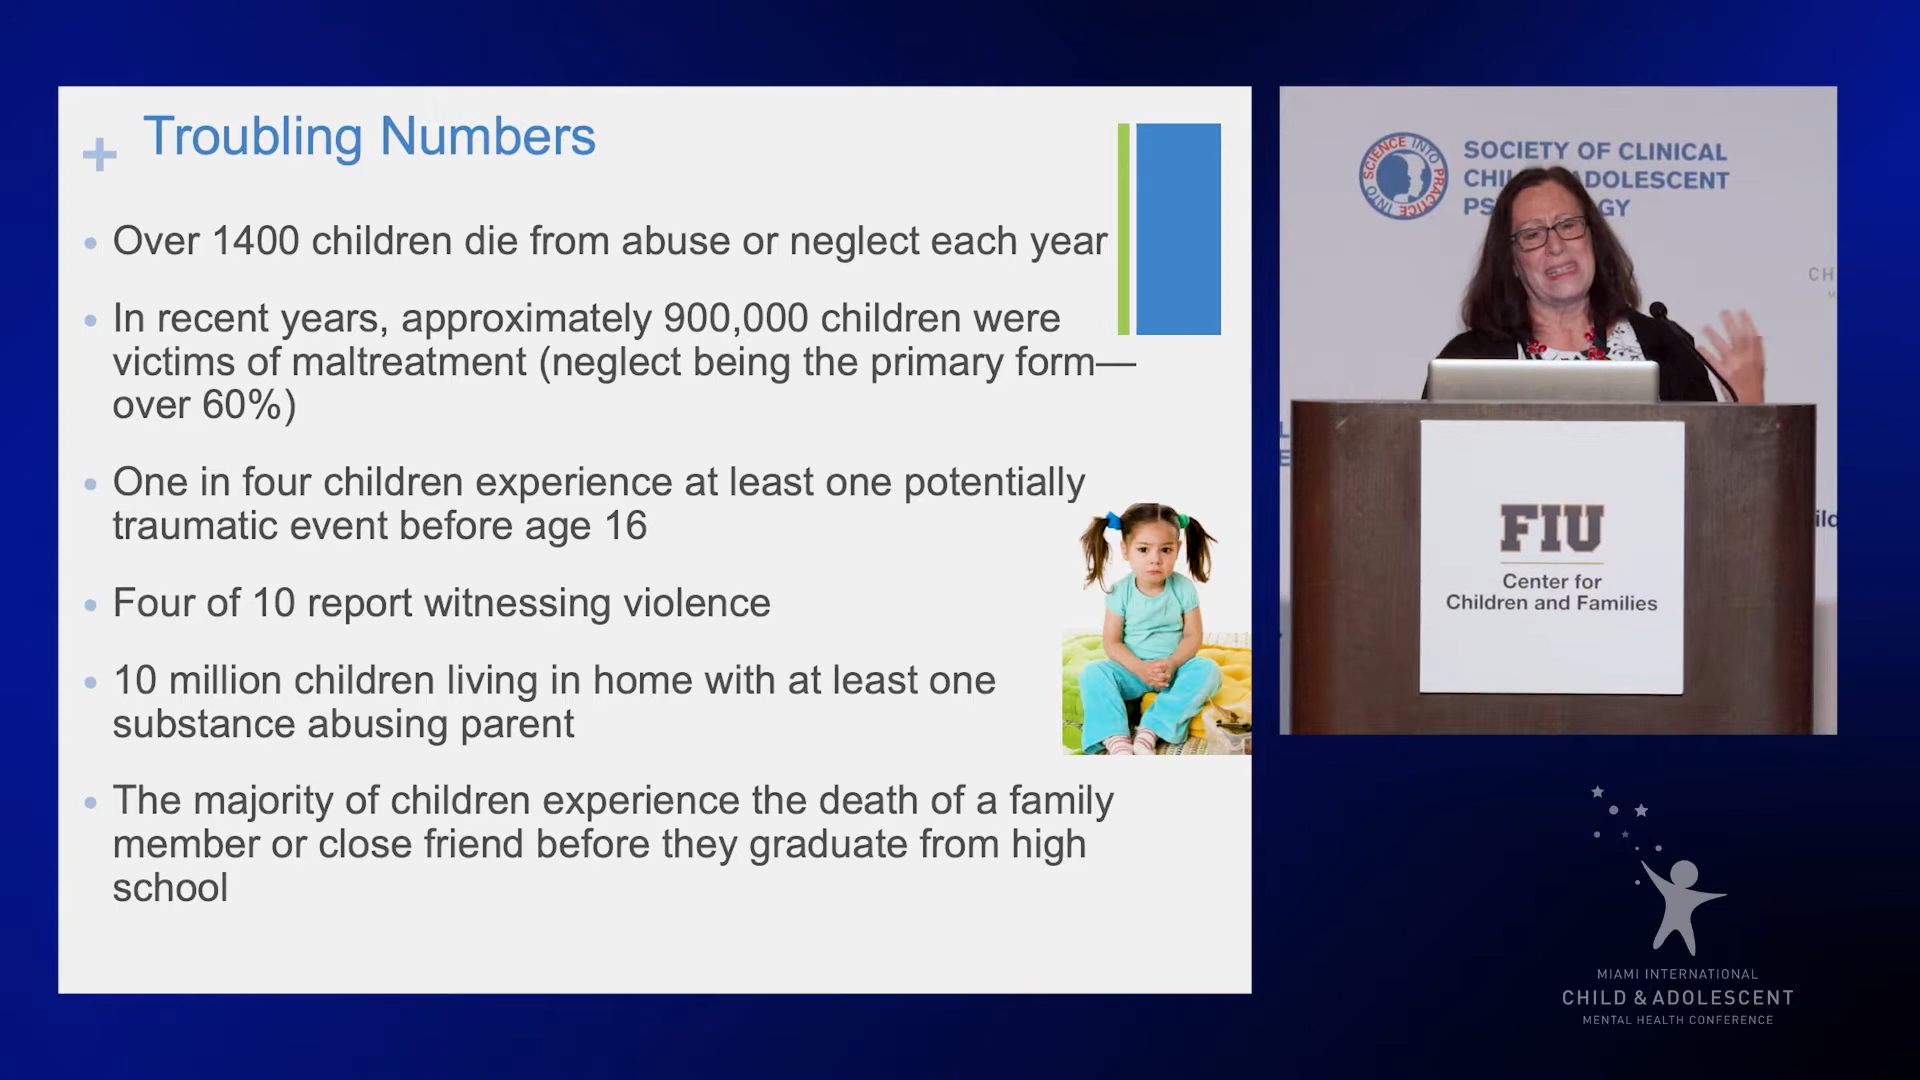 + Troubling Numbers
• Over 1400 children die from abuse or neglect each year
• In recent years, approximately 900,000 children were
victims of maltreatment (neglect being the primary form—
over 60%)
• One in four children experience at least one potentially
traumatic event before age 16
• Four of 10 report witnessing violence
• 10 million children living in home with at least one
substance abusing parent
• The majority of children experience the death of a family
member or close friend before they graduate from high
school
SCIENCE INTO PRACTICE INTO
SOCIETY OF CLINICAL
ADOLESCENT
FIU
Center for
Children and Families
MIAMI INTERNATIONAL
CHILD & ADOLESCENT
MENTAL HEALTH CONFERENCE